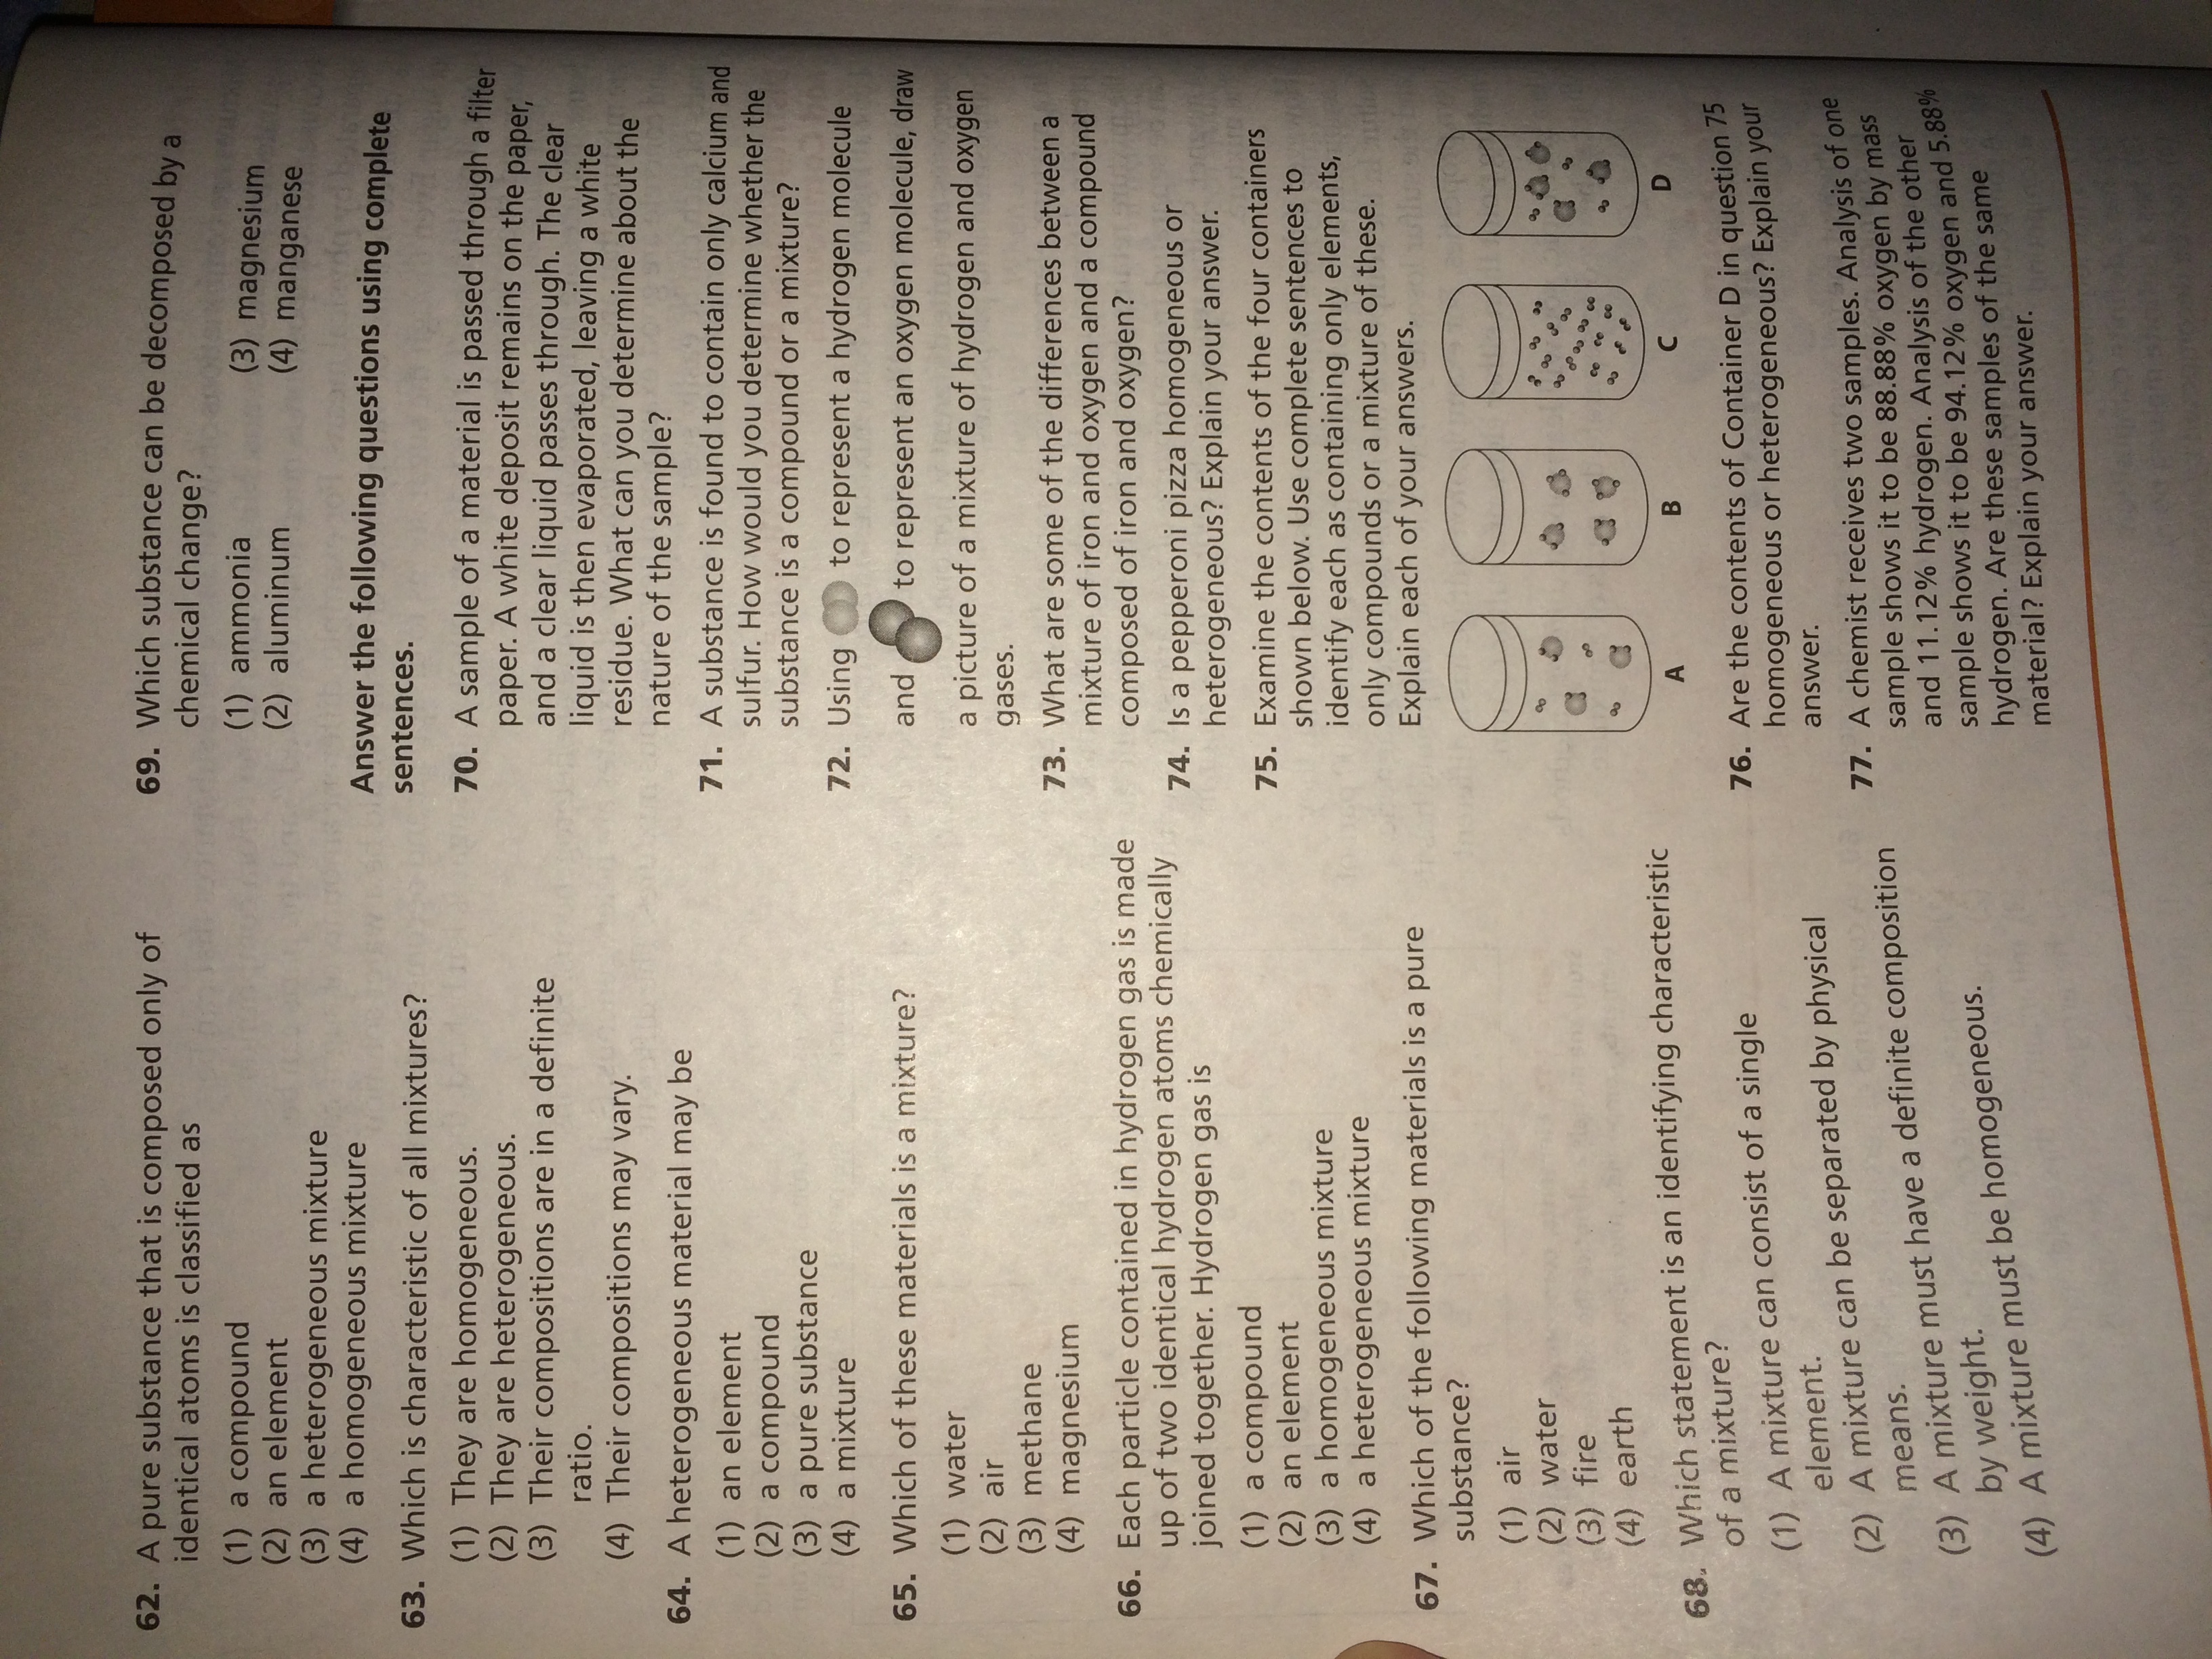 62. A pure substance that is composed only of
identical atoms is classified as
(1) a compound
(2) an element
(3) a heterogeneous mixture
(4) a homogeneous mixture
63. Which is characteristic of all mixtures?
(1) They are homogeneous.
(2) They are heterogeneous.
(3) Their compositions are in a definite
ratio.
(4) Their compositions may vary.
64. A heterogeneous material may be
(1) an element
(2) a compound
(3) a pure substance
(4) a mixture
65. Which of these materials is a mixture?
(1) water
(2) air
(3) methane
(4) magnesium
66. Each particle contained in hydrogen gas is made
up of two identical hydrogen atoms chemically
joined together. Hydrogen gas is
(1) a compound
(2) an element
(3) a homogeneous mixture
(4) a heterogeneous mixture
67. Which of the following materials is a pure
substance?
(1) air
(2) water
(3) fire
(4) earth
68. Which statement is an identifying characteristic
of a mixture?
(1) A mixture can consist of a single
element.
(2) A mixture can be separated by physical
means.
(3) A mixture must have a definite composition
by weight.
(4) A mixture must be homogeneous.
69. Which substance can be decomposed by a
chemical change?
(1) ammonia (3) magnesium
(2) aluminum (4) manganese
Answer the following questions using complete
sentences.
70. A sample of a material is passed through a filter
paper. A white deposit remains on the paper,
and a clear liquid passes through. The clear
liquid is then evaporated, leaving a white
residue. What can you determine about the
nature of the sample?
71. A substance is found to contain only calcium and
sulfur. How would you determine whether the
substance is a compound or a mixture?
72. Using to represent a hydrogen molecule
and to represent an oxygen molecule, draw
a picture of a mixture of hydrogen and oxygen
gases.
73. What are some of the differences between a
mixture of iron and oxygen and a compound
composed of iron and oxygen?
74. Is a pepperoni pizza homogeneous or
heterogeneous? Explain your answer.
75. Examine the contents of the four containers
shown below. Use complete sentences to
identify each as containing only elements,
only compounds or a mixture of these.
Explain each of your answers.
A B C D
76. Are the contents of Container D in question 75
homogeneous or heterogeneous? Explain your
answer.
77. A chemist receives two samples. Analysis of one
sample shows it to be 88.88% oxygen by mass
and 11.12% hydrogen. Analysis of the other
sample shows it to be 94.12% oxygen and 5.88%
hydrogen. Are these samples of the same
material? Explain your answer.